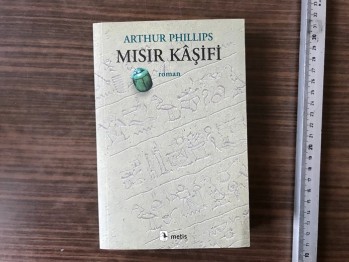 ARTHUR PHILLIPS
MISIR KÂŞİFİ
roman
metis